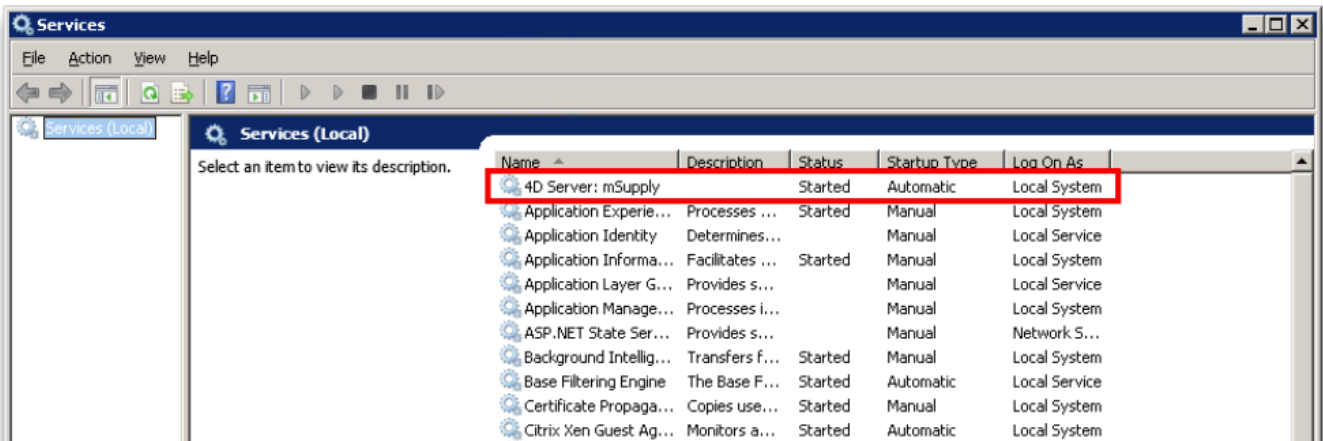 Services
File Action View Help
Services (Local)
Services (Local)
Select an item to view its description.
Name Description Status Startup Type Log On As
4D Server: mSupply Started Automatic Local System
Application Experie... Processes ... Started Manual Local System
Application Identity Determines... Manual Local Service
Application Informa... Facilitates ... Started Manual Local System
Application Layer G... Provides s... Manual Local Service
Application Manage... Processes i... Manual Local System
ASP.NET State Ser... Provides s... Manual Network S...
Background Intellig... Transfers f... Started Manual Local System
Base Filtering Engine The Base F... Started Automatic Local Service
Certificate Propaga... Copies use... Started Manual Local System
Citrix Xen Guest Ag... Monitors a... Started Automatic Local System